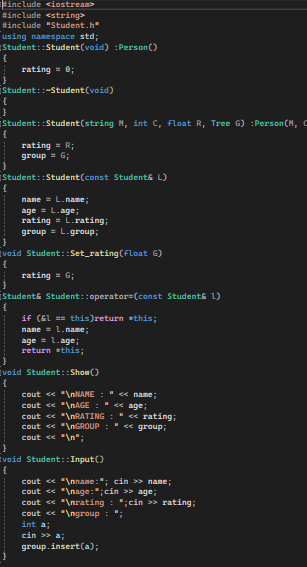 #include <iostream>
#include <string>
#include "Student.h"
using namespace std;
Student::Student(void) :Person()
{
rating = 0;
}
Student::~Student(void)
{
}
Student::Student(string M, int C, float R, Tree G) :Person(M, C
{
rating = R;
group = G;
}
Student::Student(const Student& L)
{
name = L.name;
age = L.age;
rating = L.rating;
group = L.group;
}
void Student::Set_rating(float G)
{
rating = G;
}
Student& Student::operator=(const Student& l)
{
if (&l == this)return *this;
name = l.name;
age = l.age;
return *this;
}
void Student::Show()
{
cout << "\nNAME : " << name;
cout << "\nAGE : " << age;
cout << "\nRATING : " << rating;
cout << "\nGROUP : " << group;
cout << "\n";
}
void Student::Input()
{
cout << "\nname:"; cin >> name;
cout << "\nage:";cin >> age;
cout << "\nrating : ";cin >> rating;
cout << "\ngroup : ";
int a;
cin >> a;
group.insert(a);
}